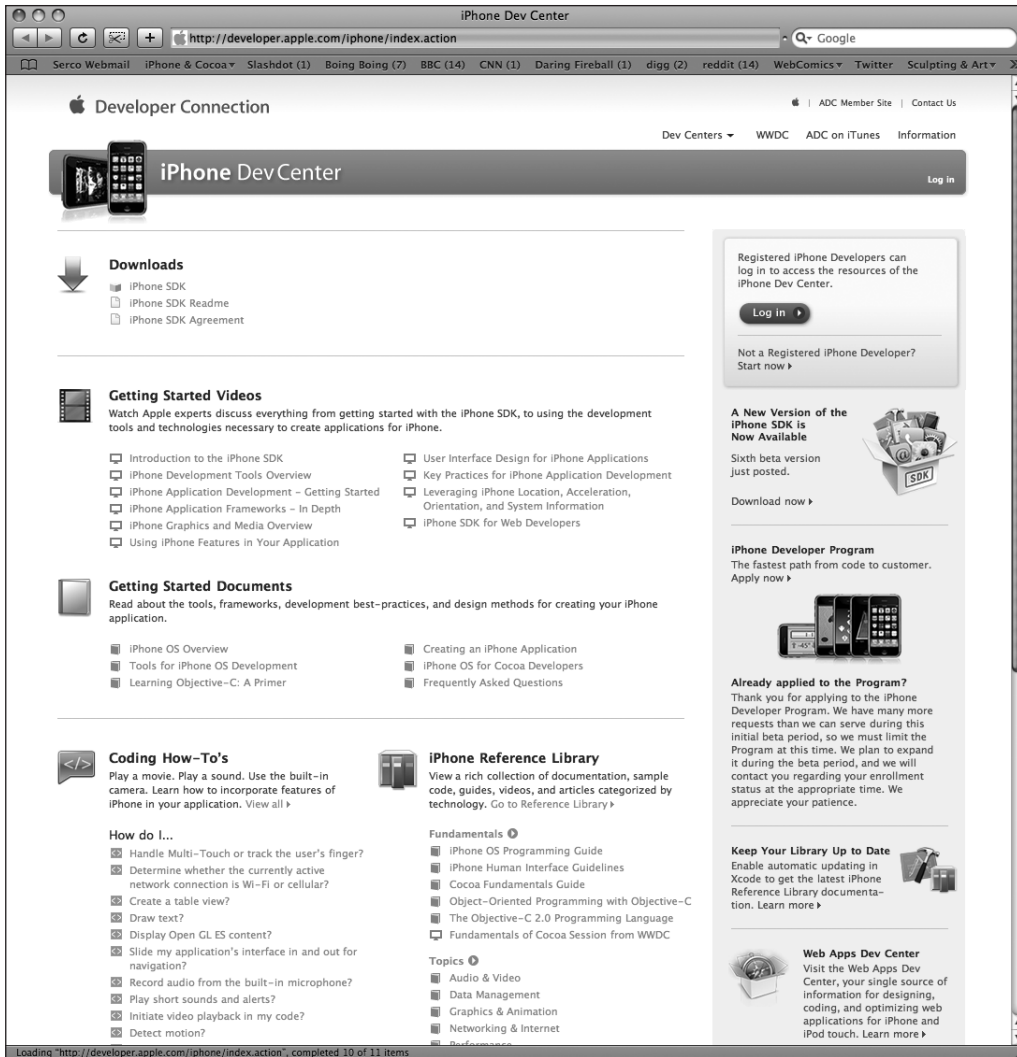 iPhone Dev Center
http://developer.apple.com/iphone/index.action
Google
Serco Webmail iPhone & Cocoa Slashdot (1) Boing Boing (7) BBC (14) CNN (1) Daring Fireball (1) digg (2) reddit (14) WebComics Twitter Sculpting & Art
Developer Connection
ADC Member Site | Contact Us
Dev Centers WWDC ADC on iTunes Information
iPhone Dev Center
Log in
Downloads
iPhone SDK
iPhone SDK Readme
iPhone SDK Agreement
Getting Started Videos
Watch Apple experts discuss everything from getting started with the iPhone SDK, to using the development
tools and technologies necessary to create applications for iPhone.
Introduction to the iPhone SDK
iPhone Development Tools Overview
iPhone Application Development – Getting Started
iPhone Application Frameworks – In Depth
iPhone Graphics and Media Overview
Using iPhone Features in Your Application
User Interface Design for iPhone Applications
Key Practices for iPhone Application Development
Leveraging iPhone Location, Acceleration,
Orientation, and System Information
iPhone SDK for Web Developers
Getting Started Documents
Read about the tools, frameworks, development best-practices, and design methods for creating your iPhone
application.
iPhone OS Overview
Tools for iPhone OS Development
Learning Objective-C: A Primer
Creating an iPhone Application
iPhone OS for Cocoa Developers
Frequently Asked Questions
Coding How-To's
Play a movie. Play a sound. Use the built-in
camera. Learn how to incorporate features of
iPhone in your application. View all
How do I...
Handle Multi-Touch or track the user's finger?
Determine whether the currently active
network connection is Wi-Fi or cellular?
Create a table view?
Draw text?
Display Open GL ES content?
Slide my application's interface in and out for
navigation?
Record audio from the built-in microphone?
Play short sounds and alerts?
Initiate video playback in my code?
Detect motion?
iPhone Reference Library
View a rich collection of documentation, sample
code, guides, videos, and articles categorized by
technology. Go to Reference Library
Fundamentals
iPhone OS Programming Guide
iPhone Human Interface Guidelines
Cocoa Fundamentals Guide
Object-Oriented Programming with Objective-C
The Objective-C 2.0 Programming Language
Fundamentals of Cocoa Session from WWDC
Topics
Audio & Video
Data Management
Graphics & Animation
Networking & Internet
Performance
Registered iPhone Developers can
log in to access the resources of the
iPhone Dev Center.
Log in
Not a Registered iPhone Developer?
Start now
A New Version of the
iPhone SDK is
Now Available
Sixth beta version
just posted.
Download now
SDK
iPhone Developer Program
The fastest path from code to customer.
Apply now
Already applied to the Program?
Thank you for applying to the iPhone
Developer Program. We have many more
requests than we can serve during this
initial beta period, so we must limit the
Program at this time. We plan to expand
it during the beta period, and we will
contact you regarding your enrollment
status at the appropriate time. We
appreciate your patience.
Keep Your Library Up to Date
Enable automatic updating in
Xcode to get the latest iPhone
Reference Library documenta-
tion. Learn more
Web Apps Dev Center
Visit the Web Apps Dev
Center, your single source of
information for designing,
coding, and optimizing web
applications for iPhone and
iPod touch. Learn more
Loading "http://developer.apple.com/iphone/index.action", completed 10 of 11 items